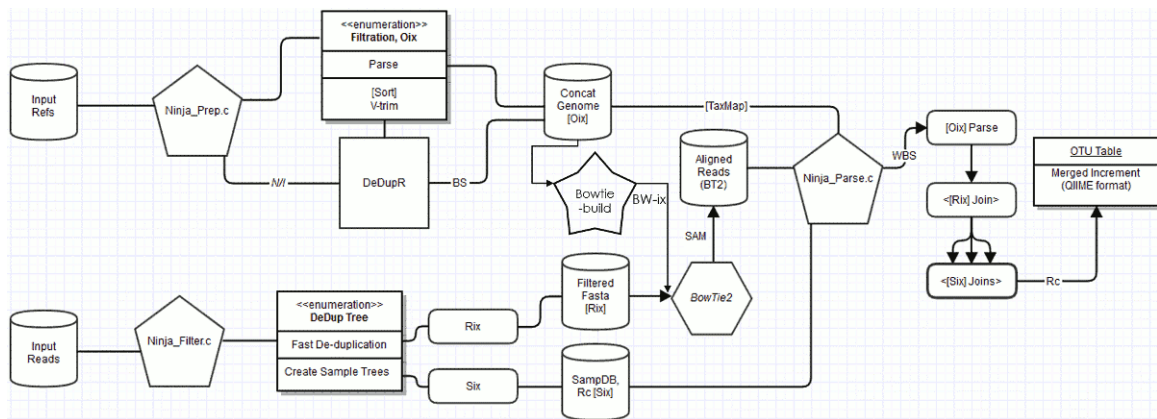 <<enumeration>>
Filtration, Oix
Parse
[Sort]
V-trim
Input
Refs
Ninja_Prep.c
N/I
DeDupR
BS
Concat
Genome
[Oix]
[TaxMap]
Bowtie
-build
BW-ix
Aligned
Reads
(BT2)
SAM
Ninja_Parse.c
WBS
[Oix] Parse
<[Rix] Join>
<[Six] Joins>
Rc
OTU Table
Merged Increment
(QIIME format)
Input
Reads
Ninja_Filter.c
<<enumeration>>
DeDup Tree
Fast De-duplication
Create Sample Trees
Rix
Six
Filtered
Fasta
[Rix]
BowTie2
SampDB,
Rc [Six]